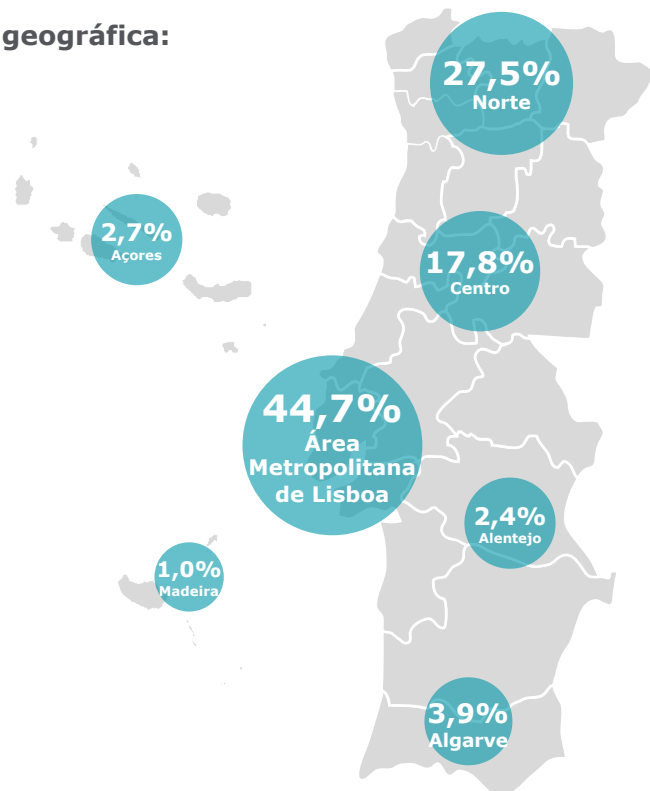 geográfica:
27,5%
Norte
2,7%
Açores
17,8%
Centro
44,7%
Área
Metropolitana
de Lisboa
2,4%
Alentejo
1,0%
Madeira
3,9%
Algarve